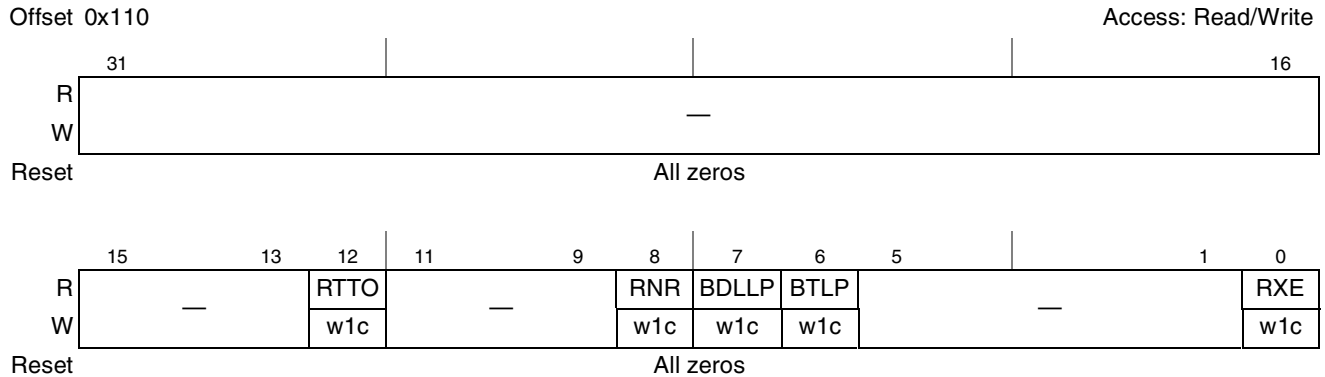 Offset 0x110 Access: Read/Write
31 16
R
—
W
Reset All zeros
15 13 12 11 9 8 7 6 5 1 0
R — RTTO — RNR BDLLP BTLP — RXE
W w1c w1c w1c w1c w1c
Reset All zeros